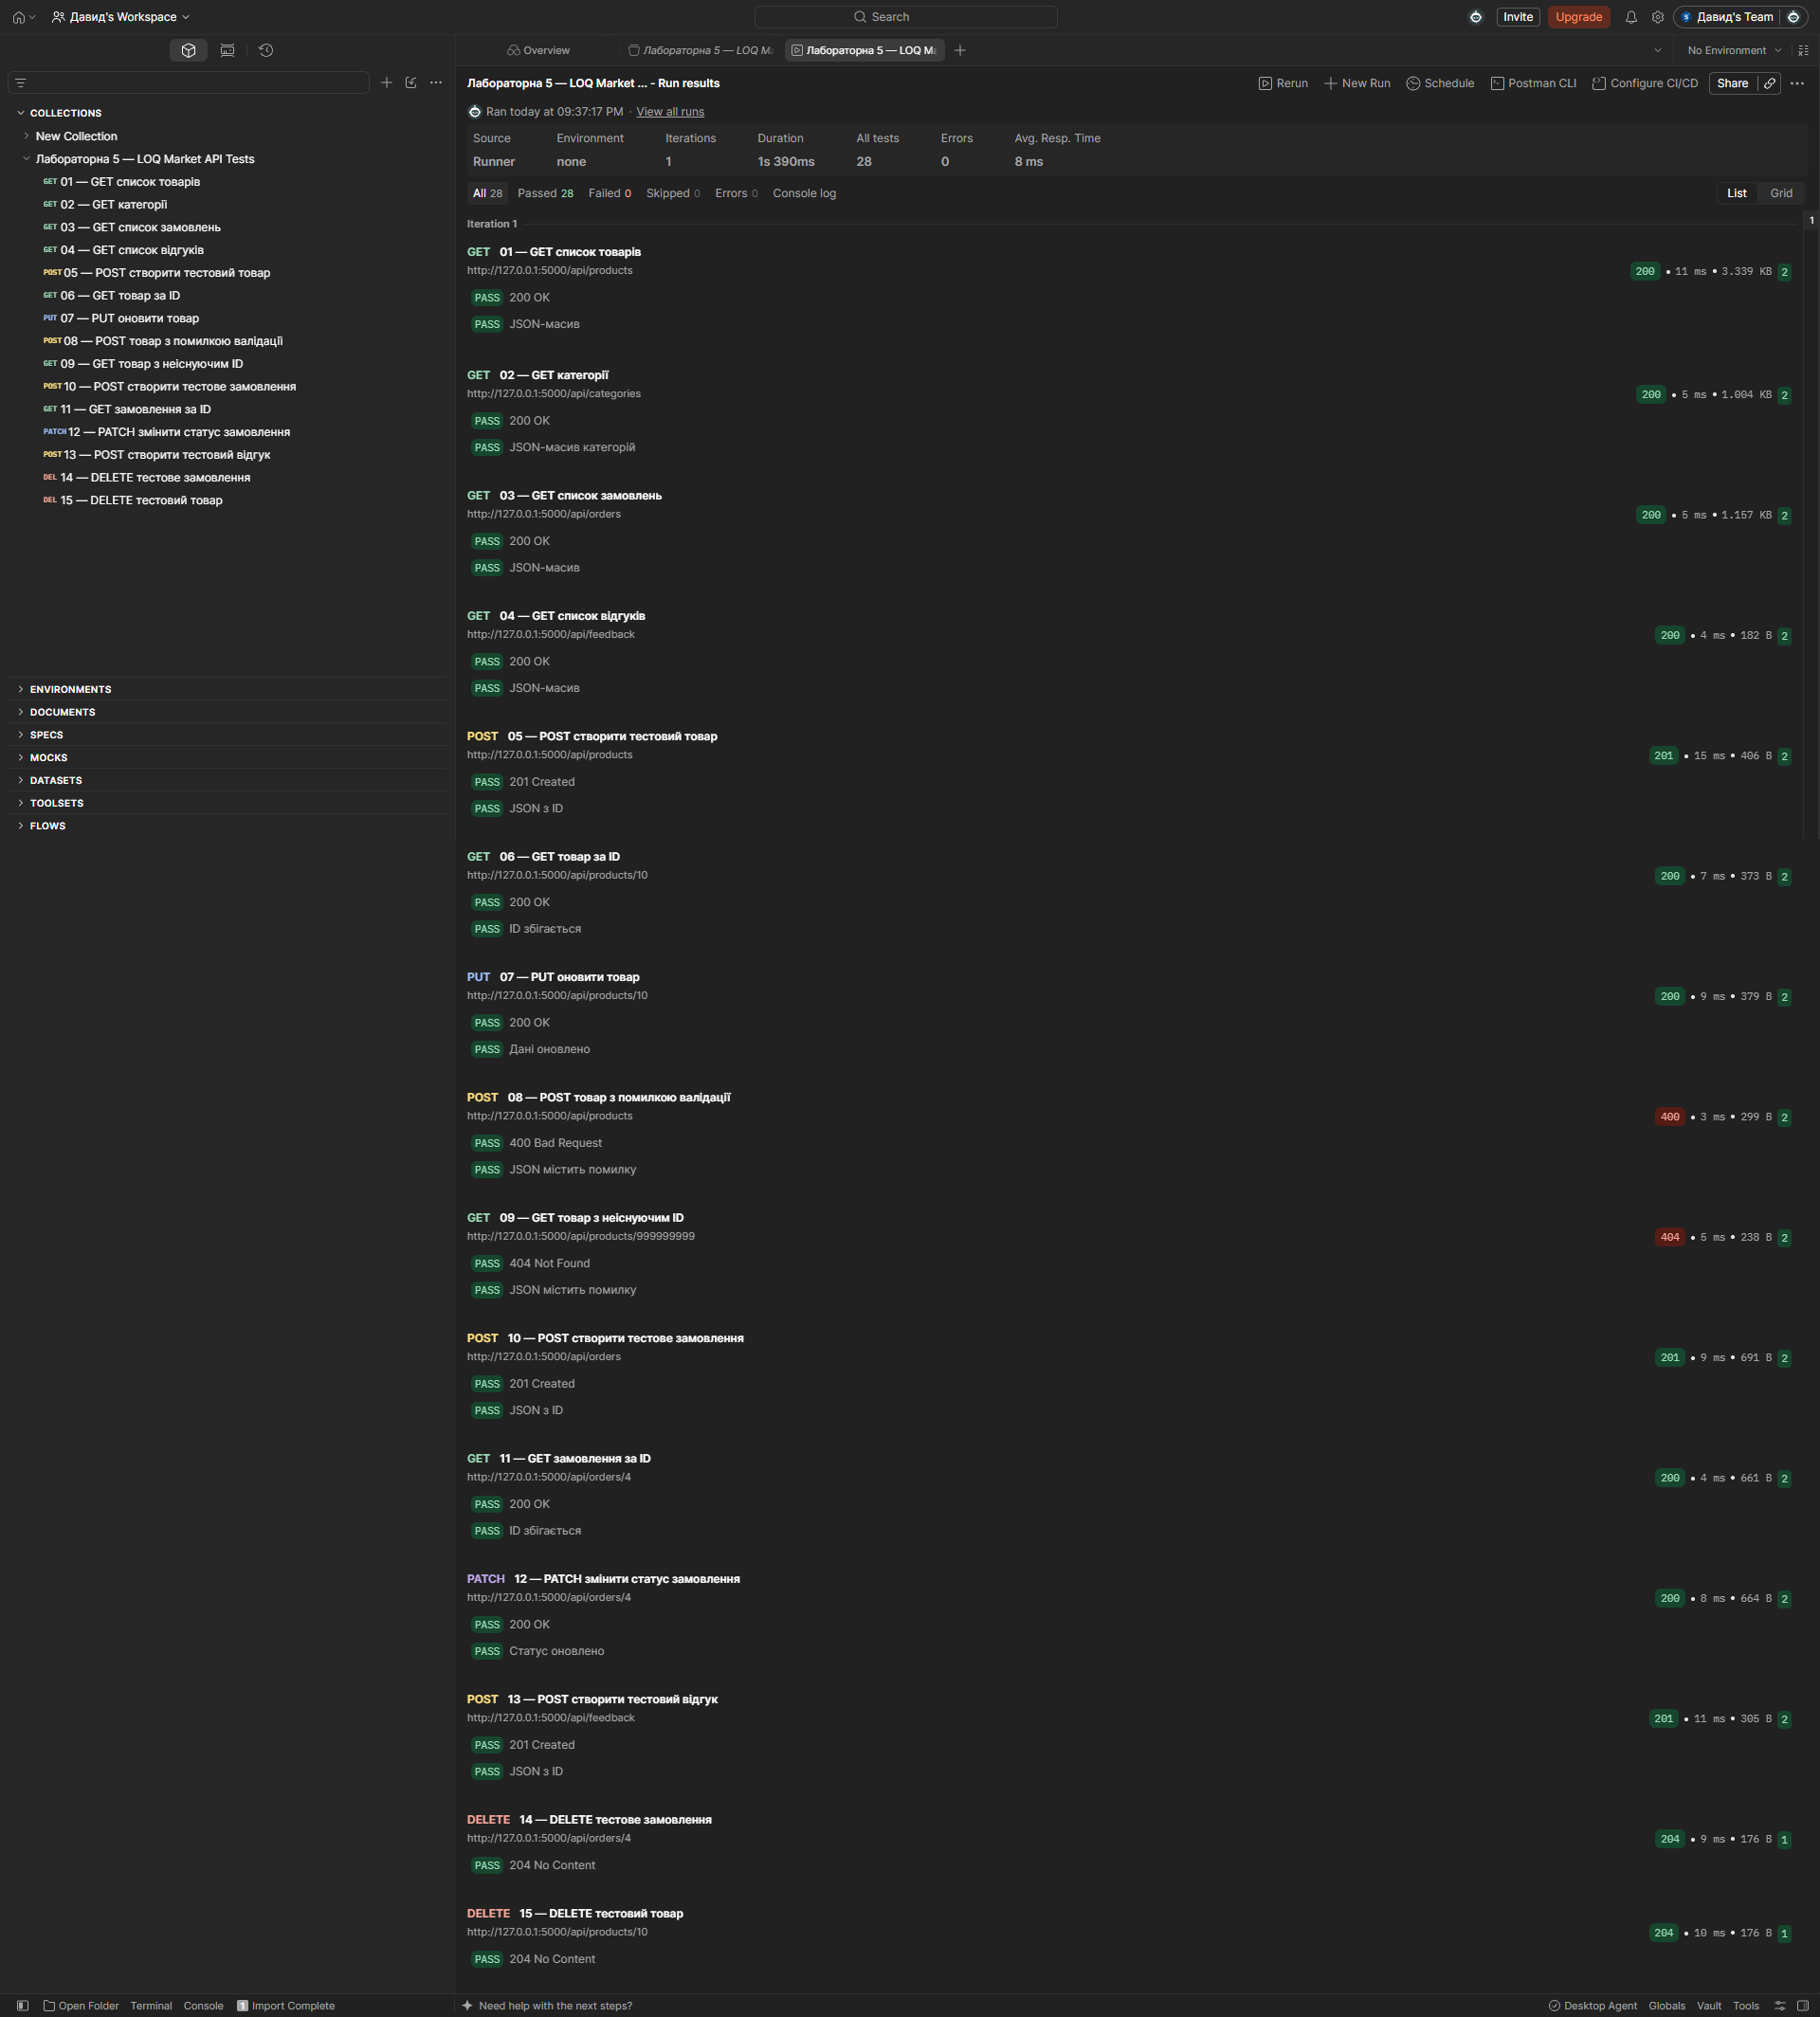 Давид's Workspace
Search
Invite
Upgrade
Давид's Team
Overview
Лабораторна 5 — LOQ Ma
Лабораторна 5 — LOQ Ma
No Environment
COLLECTIONS
New Collection
Лабораторна 5 — LOQ Market API Tests
GET 01 — GET список товарів
GET 02 — GET категорії
GET 03 — GET список замовлень
GET 04 — GET список відгуків
POST 05 — POST створити тестовий товар
GET 06 — GET товар за ID
PUT 07 — PUT оновити товар
POST 08 — POST товар з помилкою валідації
GET 09 — GET товар з неіснуючим ID
POST 10 — POST створити тестове замовлення
GET 11 — GET замовлення за ID
PATCH 12 — PATCH змінити статус замовлення
POST 13 — POST створити тестовий відгук
DEL 14 — DELETE тестове замовлення
DEL 15 — DELETE тестовий товар
ENVIRONMENTS
DOCUMENTS
SPECS
MOCKS
DATASETS
TOOLSETS
FLOWS
Лабораторна 5 — LOQ Market ... - Run results
Rerun
New Run
Schedule
Postman CLI
Configure CI/CD
Share
Ran today at 09:37:17 PM · View all runs
Source Environment Iterations Duration All tests Errors Avg. Resp. Time
Runner none 1 1s 390ms 28 0 8 ms
All 28 Passed 28 Failed 0 Skipped 0 Errors 0 Console log
List Grid
Iteration 1
1
GET 01 — GET список товарів
http://127.0.0.1:5000/api/products
200 • 11 ms • 3.339 KB 2
PASS 200 OK
PASS JSON-масив
GET 02 — GET категорії
http://127.0.0.1:5000/api/categories
200 • 5 ms • 1.004 KB 2
PASS 200 OK
PASS JSON-масив категорій
GET 03 — GET список замовлень
http://127.0.0.1:5000/api/orders
200 • 5 ms • 1.157 KB 2
PASS 200 OK
PASS JSON-масив
GET 04 — GET список відгуків
http://127.0.0.1:5000/api/feedback
200 • 4 ms • 182 B 2
PASS 200 OK
PASS JSON-масив
POST 05 — POST створити тестовий товар
http://127.0.0.1:5000/api/products
201 • 15 ms • 406 B 2
PASS 201 Created
PASS JSON з ID
GET 06 — GET товар за ID
http://127.0.0.1:5000/api/products/10
200 • 7 ms • 373 B 2
PASS 200 OK
PASS ID збігається
PUT 07 — PUT оновити товар
http://127.0.0.1:5000/api/products/10
200 • 9 ms • 379 B 2
PASS 200 OK
PASS Дані оновлено
POST 08 — POST товар з помилкою валідації
http://127.0.0.1:5000/api/products
400 • 3 ms • 299 B 2
PASS 400 Bad Request
PASS JSON містить помилку
GET 09 — GET товар з неіснуючим ID
http://127.0.0.1:5000/api/products/999999999
404 • 5 ms • 238 B 2
PASS 404 Not Found
PASS JSON містить помилку
POST 10 — POST створити тестове замовлення
http://127.0.0.1:5000/api/orders
201 • 9 ms • 691 B 2
PASS 201 Created
PASS JSON з ID
GET 11 — GET замовлення за ID
http://127.0.0.1:5000/api/orders/4
200 • 4 ms • 661 B 2
PASS 200 OK
PASS ID збігається
PATCH 12 — PATCH змінити статус замовлення
http://127.0.0.1:5000/api/orders/4
200 • 8 ms • 664 B 2
PASS 200 OK
PASS Статус оновлено
POST 13 — POST створити тестовий відгук
http://127.0.0.1:5000/api/feedback
201 • 11 ms • 305 B 2
PASS 201 Created
PASS JSON з ID
DELETE 14 — DELETE тестове замовлення
http://127.0.0.1:5000/api/orders/4
204 • 9 ms • 176 B 1
PASS 204 No Content
DELETE 15 — DELETE тестовий товар
http://127.0.0.1:5000/api/products/10
204 • 10 ms • 176 B 1
PASS 204 No Content
Open Folder Terminal Console 1 Import Complete
Need help with the next steps?
Desktop Agent Globals Vault Tools